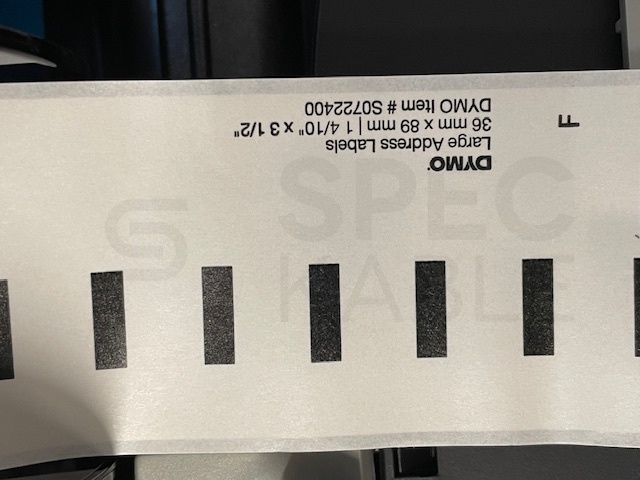 DYMO
Large Address Labels
36 mm x 89 mm | 1 4/10" x 3 1/2"
DYMO Item # S0722400
F
SPEC
KABLE